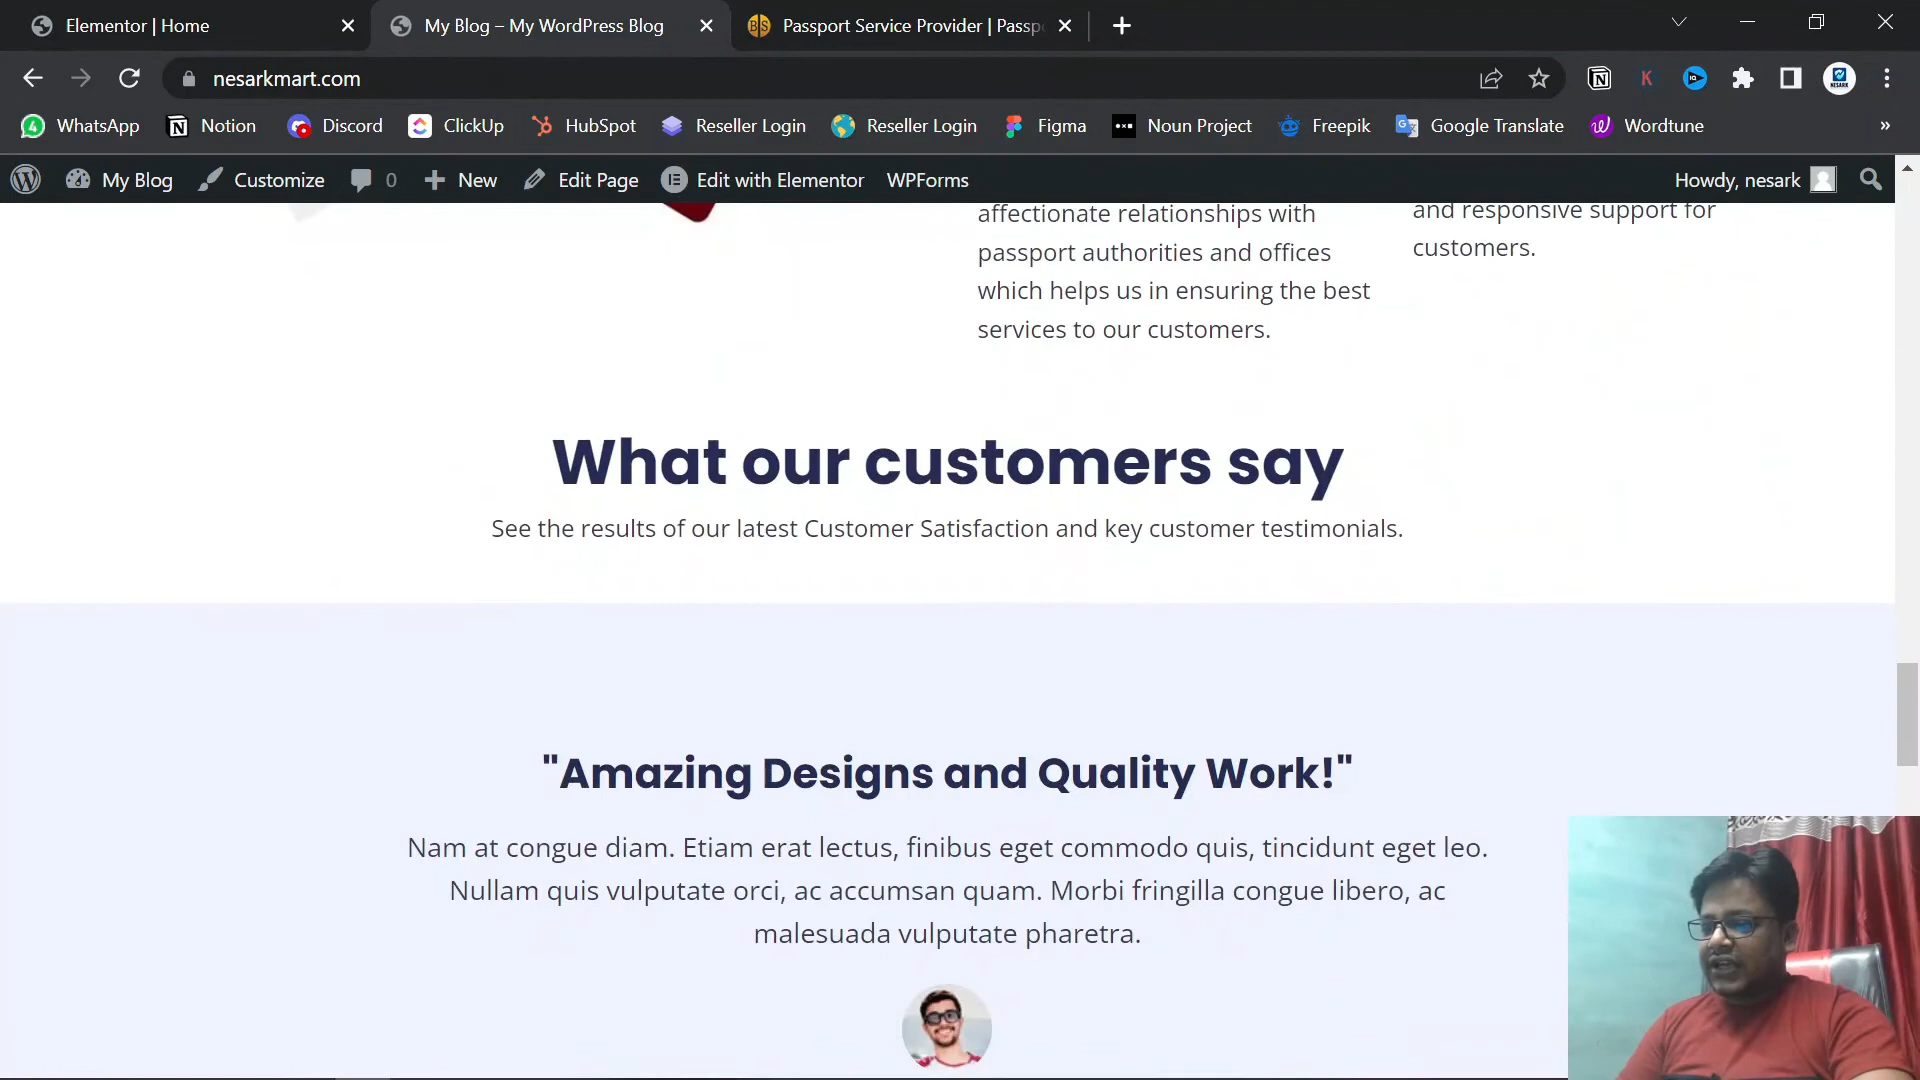 Elementor | Home
My Blog – My WordPress Blog
Passport Service Provider | Passp
nesarkmart.com
WhatsApp
Notion
Discord
ClickUp
HubSpot
Reseller Login
Reseller Login
Figma
Noun Project
Freepik
Google Translate
Wordtune
»
My Blog
Customize
0
New
Edit Page
Edit with Elementor
WPForms
Howdy, nesark
affectionate relationships with
passport authorities and offices
which helps us in ensuring the best
services to our customers.
and responsive support for
customers.
What our customers say
See the results of our latest Customer Satisfaction and key customer testimonials.
"Amazing Designs and Quality Work!"
Nam at congue diam. Etiam erat lectus, finibus eget commodo quis, tincidunt eget leo.
Nullam quis vulputate orci, ac accumsan quam. Morbi fringilla congue libero, ac
malesuada vulputate pharetra.